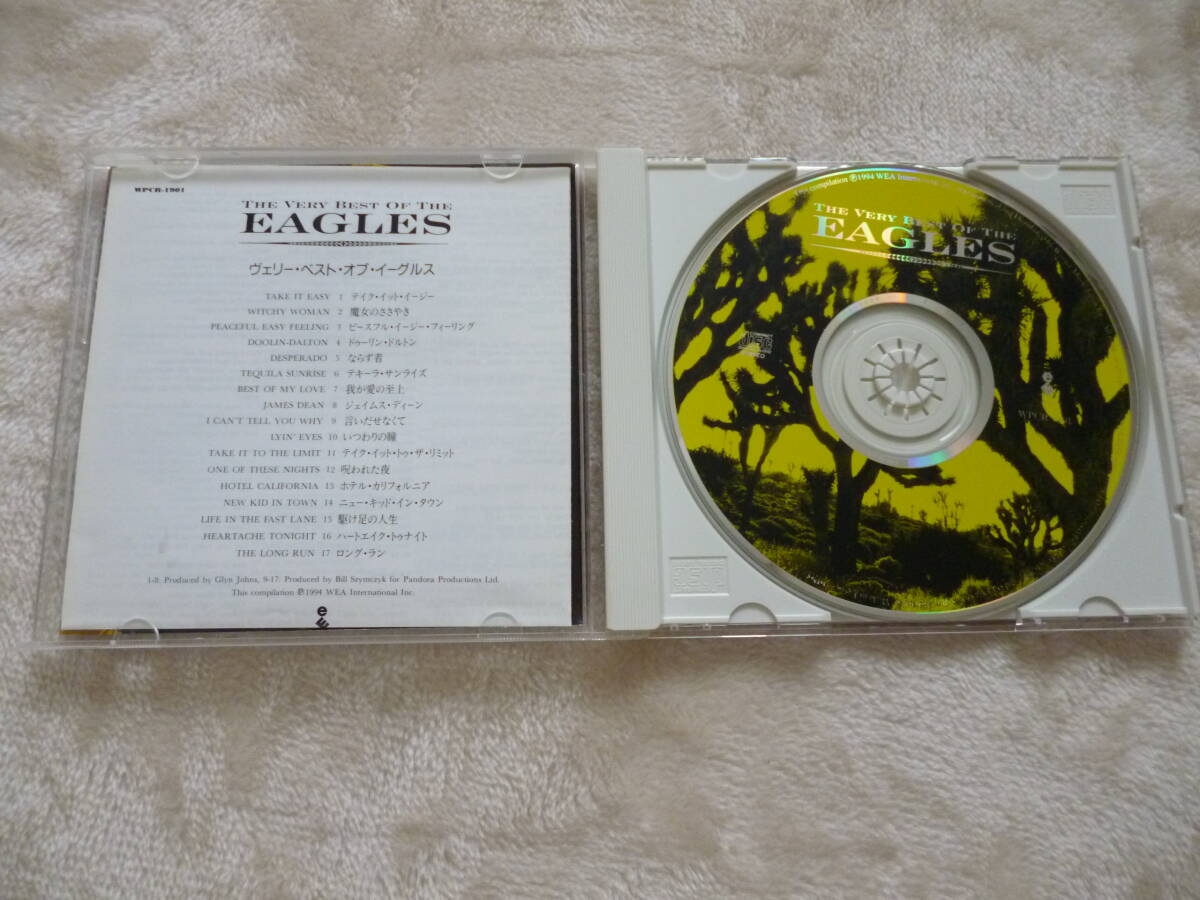 WPCR-1901
THE VERY BEST OF THE
EAGLES
ヴェリー・ベスト・オブ・イーグルス
TAKE IT EASY 1 テイク・イット・イージー
WITCHY WOMAN 2 魔女のささやき
PEACEFUL EASY FEELING 3 ピースフル・イージー・フィーリング
DOOLIN-DALTON 4 ドゥーリン・ドルトン
DESPERADO 5 ならず者
TEQUILA SUNRISE 6 テキーラ・サンライズ
BEST OF MY LOVE 7 我が愛の至上
JAMES DEAN 8 ジェイムス・ディーン
I CAN'T TELL YOU WHY 9 言いだせなくて
LYIN' EYES 10 いつわりの瞳
TAKE IT TO THE LIMIT 11 テイク・イット・トゥ・ザ・リミット
ONE OF THESE NIGHTS 12 呪われた夜
HOTEL CALIFORNIA 13 ホテル・カリフォルニア
NEW KID IN TOWN 14 ニュー・キッド・イン・タウン
LIFE IN THE FAST LANE 15 駆け足の人生
HEARTACHE TONIGHT 16 ハートエイク・トゥナイト
THE LONG RUN 17 ロング・ラン
1-8: Produced by Glyn Johns, 9-17: Produced by Bill Szymczyk for Pandora Productions Ltd.
This compilation ℗1994 WEA International Inc.
e
This compilation ℗1994 WEA
THE VERY BEST OF THE
EAGLES
e
WPCR